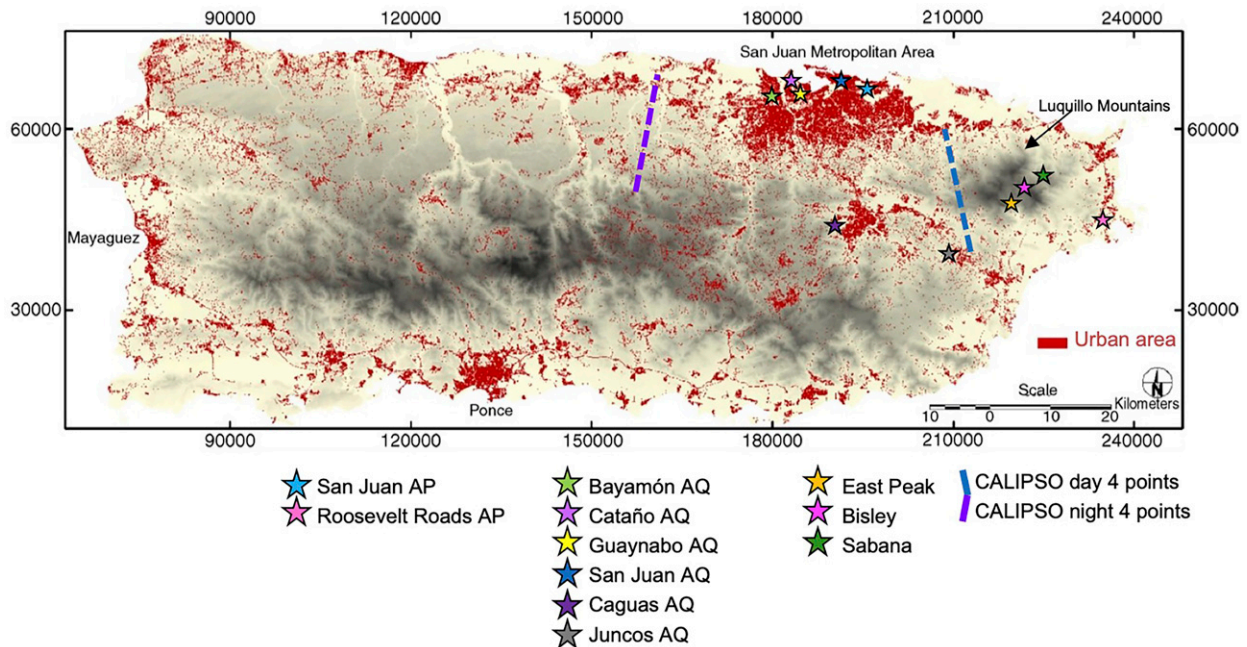 90000 120000 150000 180000 210000 240000
San Juan Metropolitan Area
Luquillo Mountains
60000 60000
Mayaguez
30000 30000
Urban area
Scale
N
Kilometers
10 0 10 20
Ponce
90000 120000 150000 180000 210000 240000
San Juan AP
Roosevelt Roads AP
Bayamón AQ
Cataño AQ
Guaynabo AQ
San Juan AQ
Caguas AQ
Juncos AQ
East Peak
Bisley
Sabana
CALIPSO day 4 points
CALIPSO night 4 points